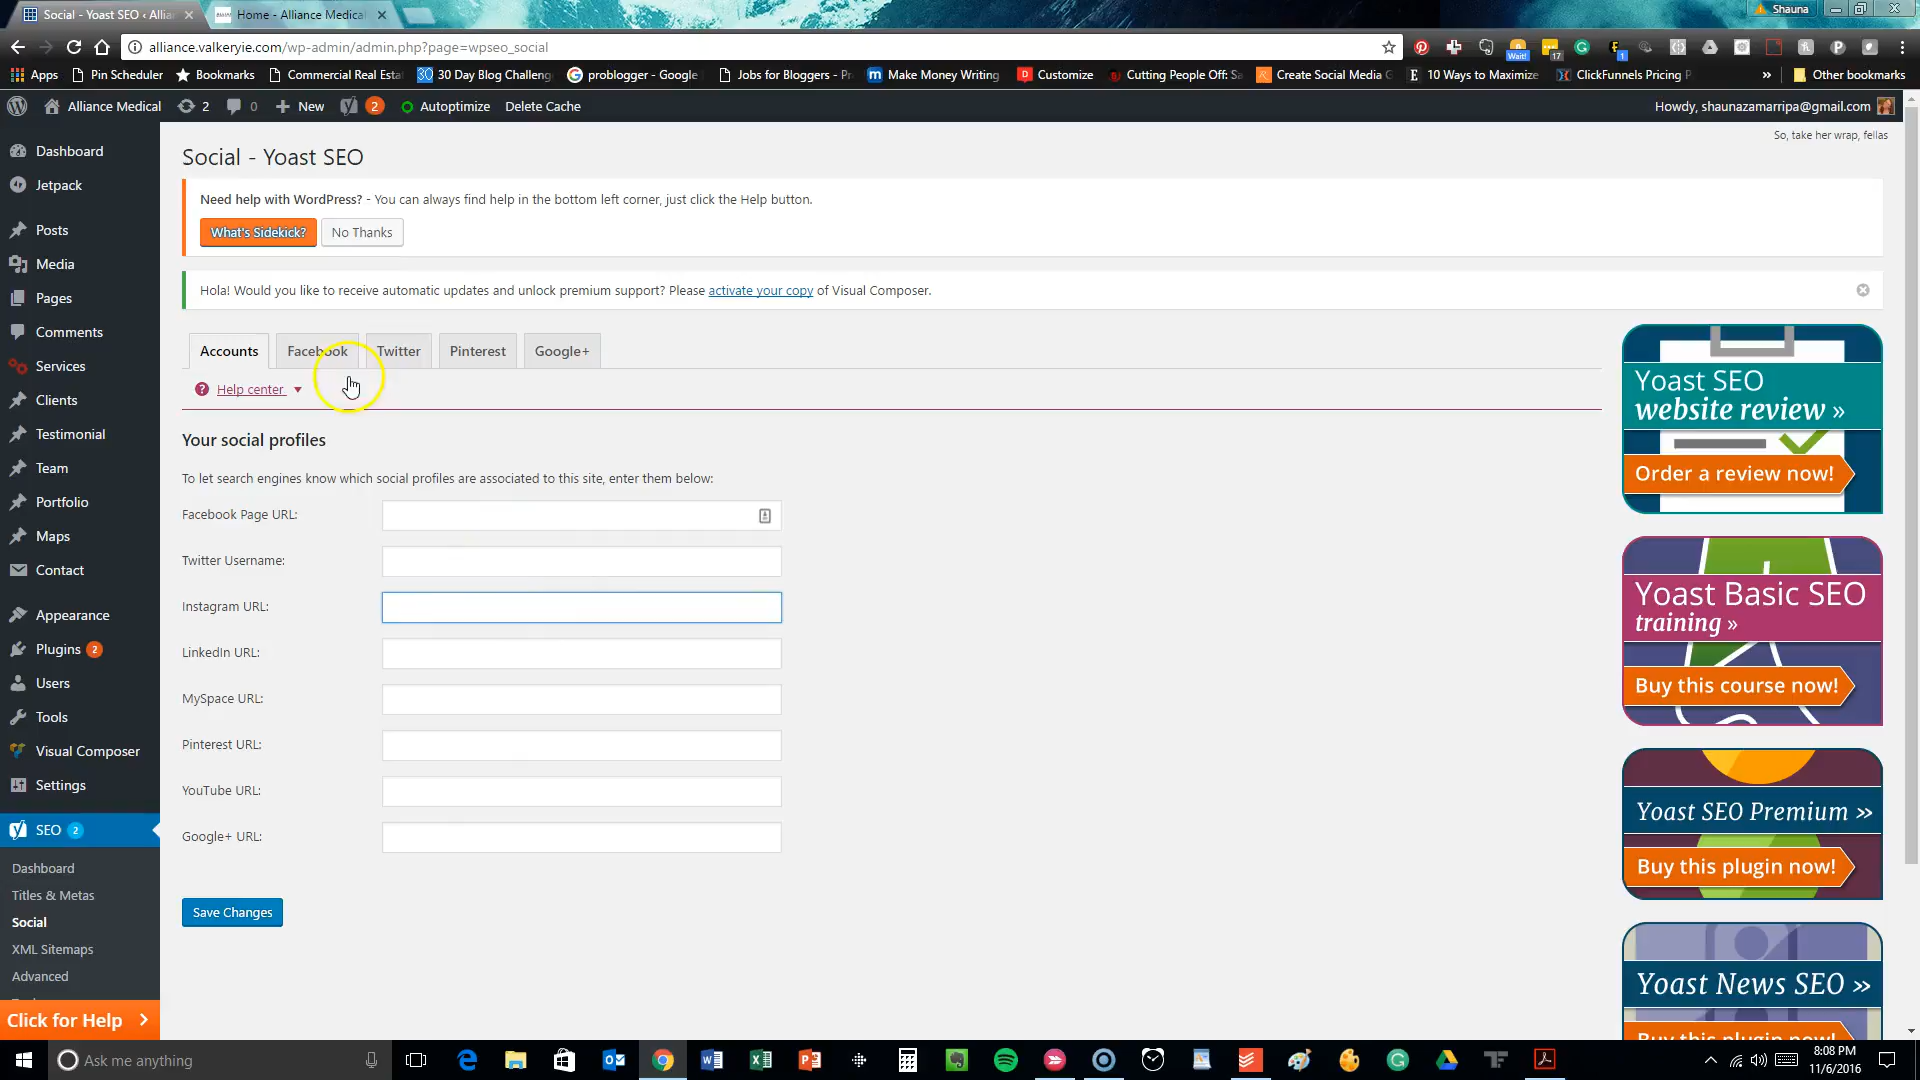 Social - Yoast SEO ‹ Allia
Home - Alliance Medical
Shauna
alliance.valkeryie.com/wp-admin/admin.php?page=wpseo_social
Wait!
17
1
Apps
Pin Scheduler
Bookmarks
Commercial Real Esta
30 Day Blog Challeng
problogger - Google
Jobs for Bloggers - Pr
Make Money Writing
Customize
Cutting People Off: Sa
Create Social Media G
10 Ways to Maximize
ClickFunnels Pricing P
»
Other bookmarks
Alliance Medical
2
0
New
2
Autoptimize
Delete Cache
Howdy, shaunazamarripa@gmail.com
So, take her wrap, fellas
Dashboard
Jetpack
Posts
Media
Pages
Comments
Services
Clients
Testimonial
Team
Portfolio
Maps
Contact
Appearance
Plugins 2
Users
Tools
Visual Composer
Settings
SEO 2
Dashboard
Titles & Metas
Social
XML Sitemaps
Advanced
Click for Help
Social - Yoast SEO
Need help with WordPress? - You can always find help in the bottom left corner, just click the Help button.
What's Sidekick?
No Thanks
Hola! Would you like to receive automatic updates and unlock premium support? Please activate your copy of Visual Composer.
Accounts
Facebook
Twitter
Pinterest
Google+
Help center
Your social profiles
To let search engines know which social profiles are associated to this site, enter them below:
Facebook Page URL:
Twitter Username:
Instagram URL:
LinkedIn URL:
MySpace URL:
Pinterest URL:
YouTube URL:
Google+ URL:
Save Changes
Yoast SEO
website review »
Order a review now!
Yoast Basic SEO
training »
Buy this course now!
Yoast SEO Premium »
Buy this plugin now!
Yoast News SEO »
Buy this plugin now!
Ask me anything
8:08 PM
11/6/2016